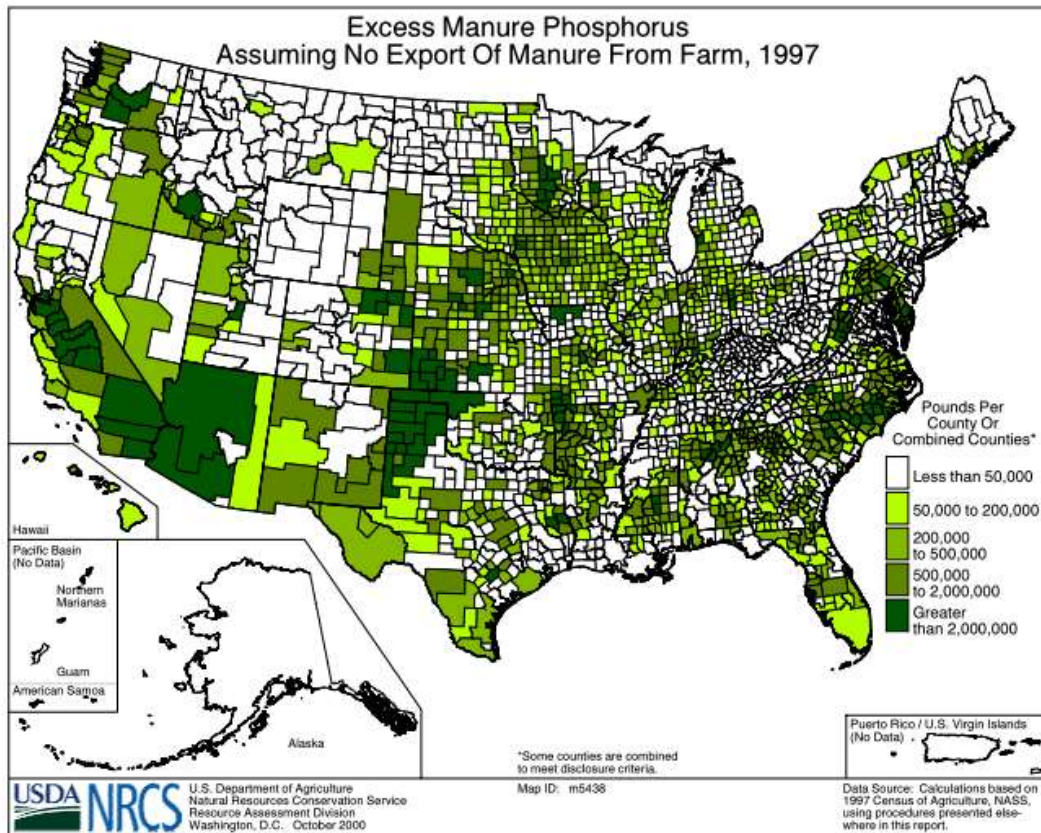 Excess Manure Phosphorus
Assuming No Export Of Manure From Farm, 1997
Pounds Per
County Or
Combined Counties*
Less than 50,000
50,000 to 200,000
200,000
to 500,000
500,000
to 2,000,000
Greater
than 2,000,000
Hawaii
Pacific Basin
(No Data)
Northern
Marianas
Guam
American Samoa
Alaska
*Some counties are combined
to meet disclosure criteria.
Puerto Rico / U.S. Virgin Islands
(No Data)
USDA
NRCS
U.S. Department of Agriculture
Natural Resources Conservation Service
Resource Assessment Division
Washington, D.C. October 2000
Map ID: m5438
Data Source: Calculations based on
1997 Census of Agriculture, NASS,
using procedures presented else-
where in this report.